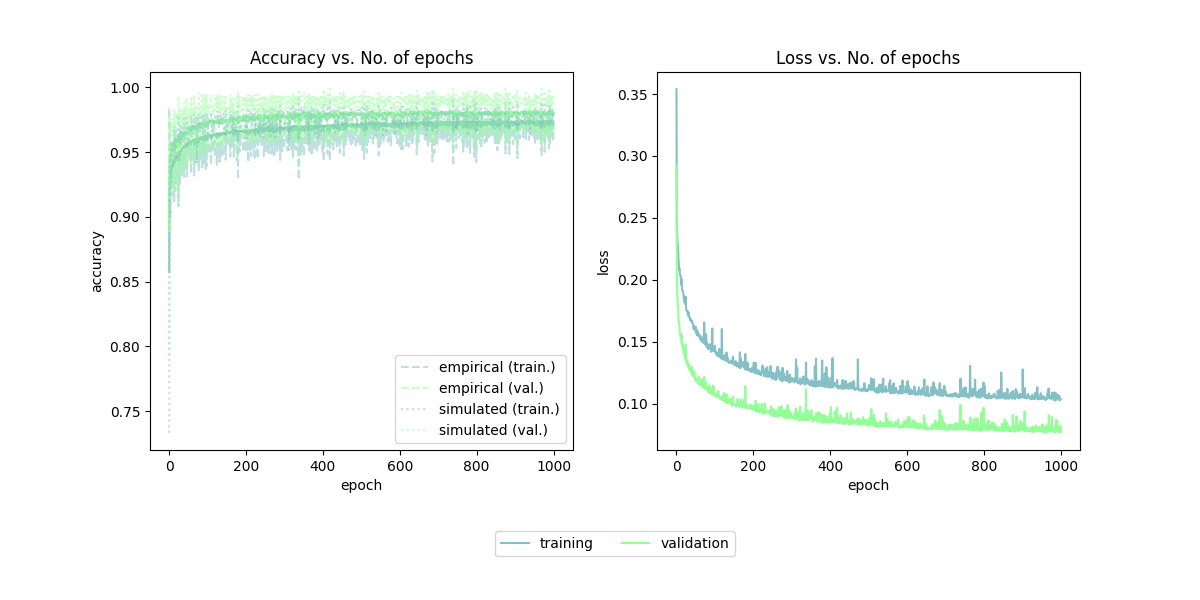 Accuracy vs. No. of epochs
accuracy
1.00
0.95
0.90
0.85
0.80
0.75
empirical (train.)
empirical (val.)
simulated (train.)
simulated (val.)
0 200 400 600 800 1000
epoch
Loss vs. No. of epochs
loss
0.35
0.30
0.25
0.20
0.15
0.10
0 200 400 600 800 1000
epoch
training validation